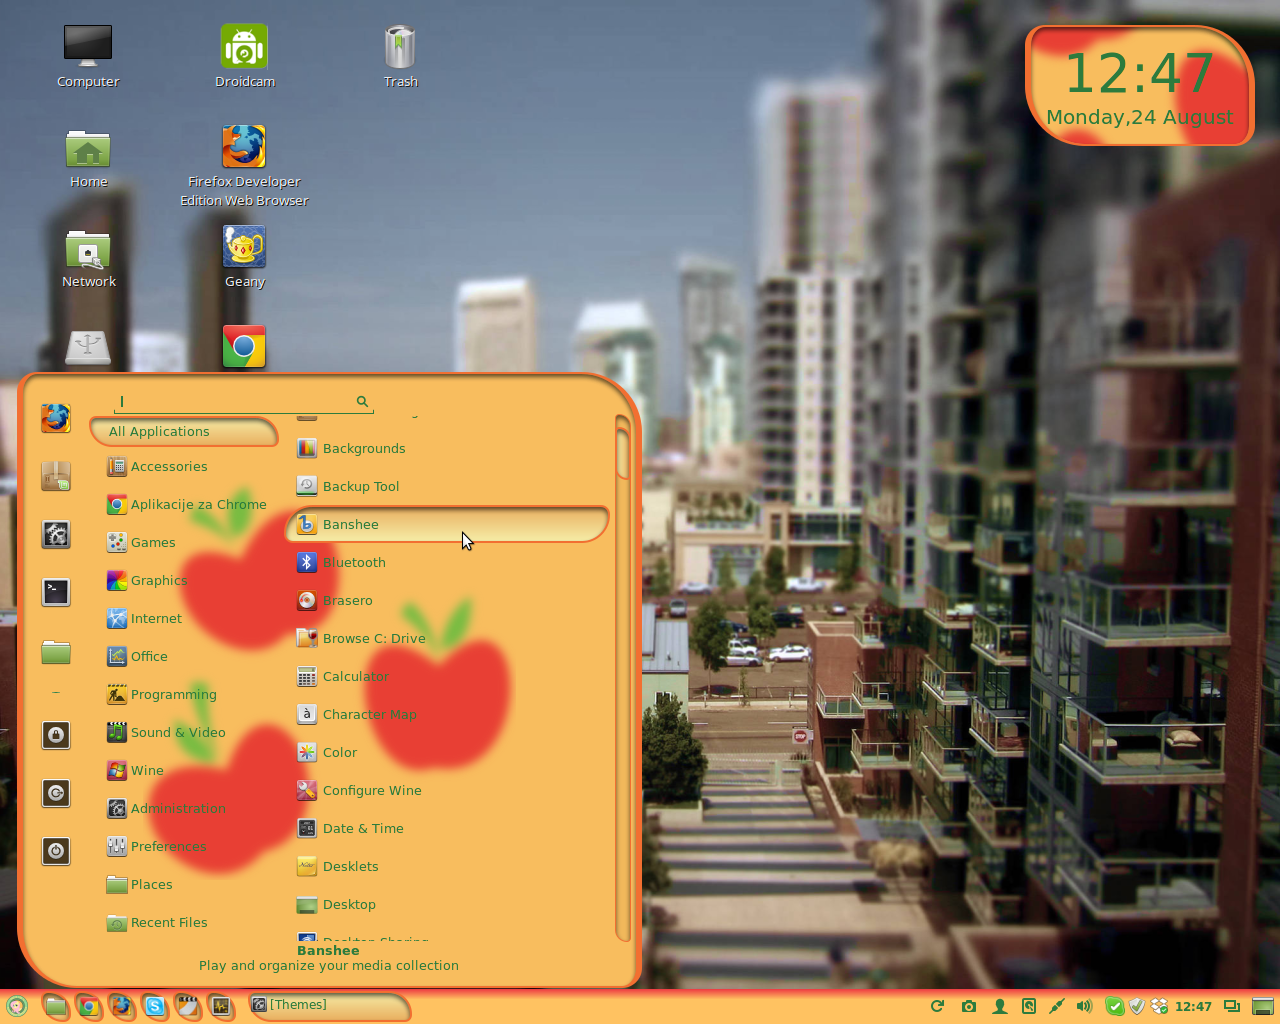 Computer
Droidcam
Trash
12:47
Monday,24 August
Home
Firefox Developer
Edition Web Browser
Network
Geany
All Applications
Accessories
Aplikacije za Chrome
Games
Graphics
Internet
Office
Programming
Sound & Video
Wine
Administration
Preferences
Places
Recent Files
Backgrounds
Backup Tool
Banshee
Bluetooth
Brasero
Browse C: Drive
Calculator
Character Map
Color
Configure Wine
Date & Time
Desklets
Desktop
Desktop Sharing
Banshee
Play and organize your media collection
STOP
[Themes]
12:47